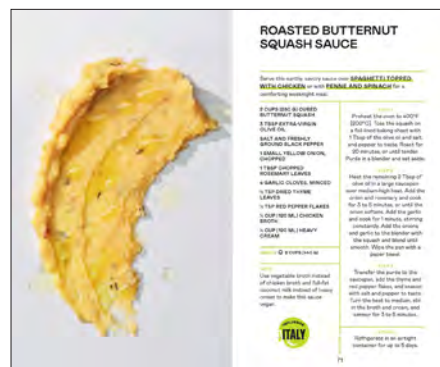 ROASTED BUTTERNUT
SQUASH SAUCE
Serve this earthy, savory sauce over SPAGHETTI TOPPED
WITH CHICKEN or with PENNE AND SPINACH for a
comforting weeknight meal.
2 CUPS (280 G) CUBED
BUTTERNUT SQUASH
3 TBSP EXTRA-VIRGIN
OLIVE OIL
SALT AND FRESHLY
GROUND BLACK PEPPER
1 SMALL YELLOW ONION,
CHOPPED
1 TBSP CHOPPED
ROSEMARY LEAVES
4 GARLIC CLOVES, MINCED
TSP DRIED THYME
LEAVES
TSP RED PEPPER FLAKES
½ CUP (120 ML) CHICKEN
BROTH
CUP (120 ML) HEAVY
CREAM
Use vegetable broth instead
of chicken broth and full-fat
coconut milk instead of heavy
cream to make this sauce
vegan.
ITALY
Preheat the oven to 400°F
(200°C). Toss the squash on
a foil-lined baking sheet with
1 Tbsp of the olive oil and salt
and pepper to taste. Roast for
20 minutes, or until tender.
Purée in a blender and set aside.
Heat the remaining 2 Tbsp of
olive oil in a large saucepan
over medium-high heat. Add the
onion and rosemary and cook
for 3 to 5 minutes, or until the
onion softens. Add the garlic
and cook for 1 minute, stirring
constantly. Add the onions
and garlic to the blender with
the squash and blend until
smooth. Wipe the pan with a
paper towel.
Transfer the purée to the
saucepan, add the thyme and
red pepper flakes, and season
with salt and pepper to taste.
Turn the heat to medium, stir
in the broth and cream, and
simmer for 3 to 5 minutes.
Refrigerate in an airtight
container for up to 5 days.
71